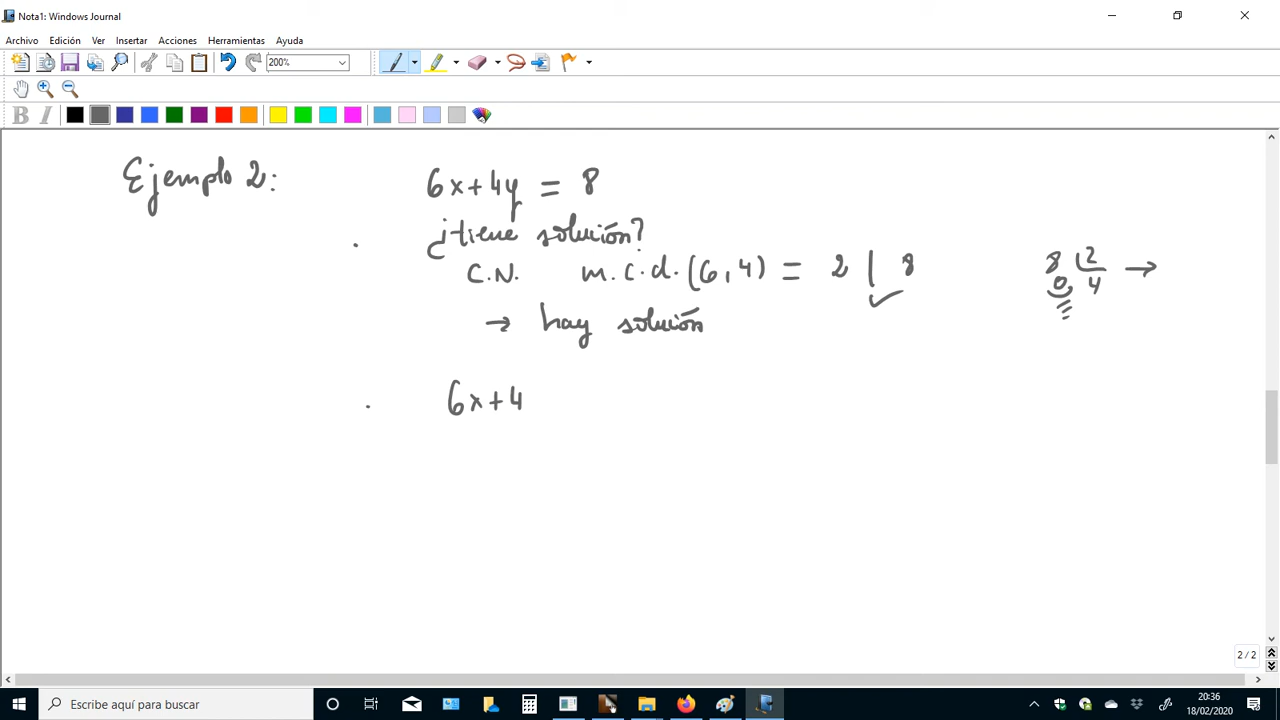 Nota1: Windows Journal
Archivo Edición Ver Insertar Acciones Herramientas Ayuda
200%
B I
Ejemplo 2: 6x+4y = 8
¿tiene solución?
C.N. m.c.d.(6,4) = 2 | 8 ✓ 8 2 →
0 4
→ hay solución
6x+4
2 / 2
Escribe aquí para buscar
20:36
18/02/2020